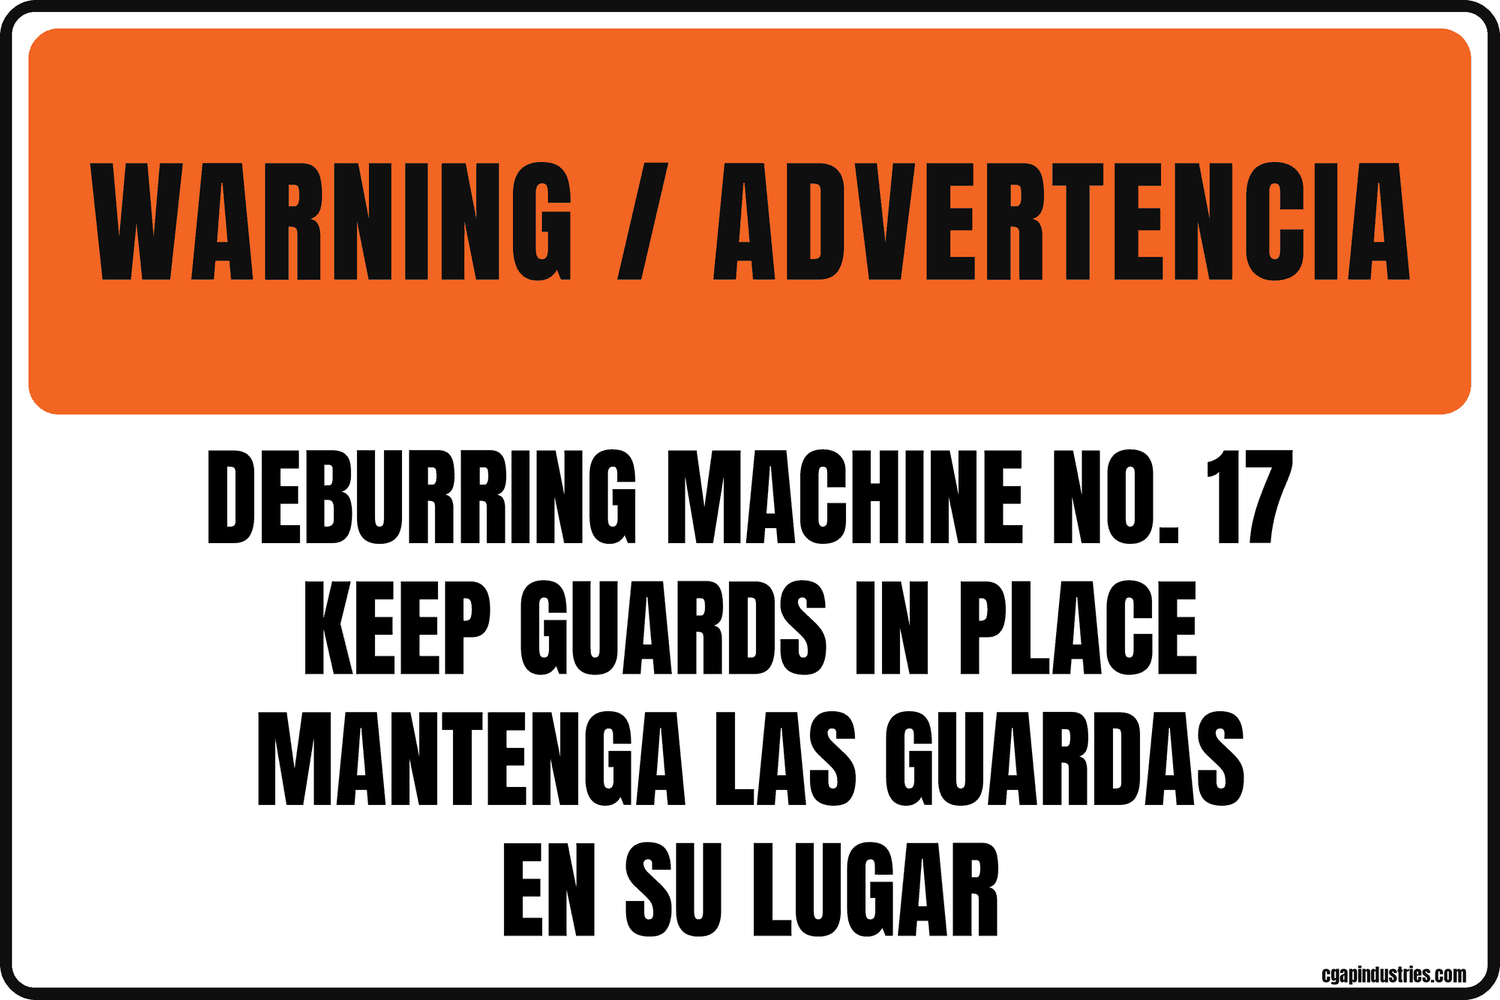 WARNING / ADVERTENCIA
DEBURRING MACHINE NO. 17
KEEP GUARDS IN PLACE
MANTENGA LAS GUARDAS
EN SU LUGAR
cgapindustries.com